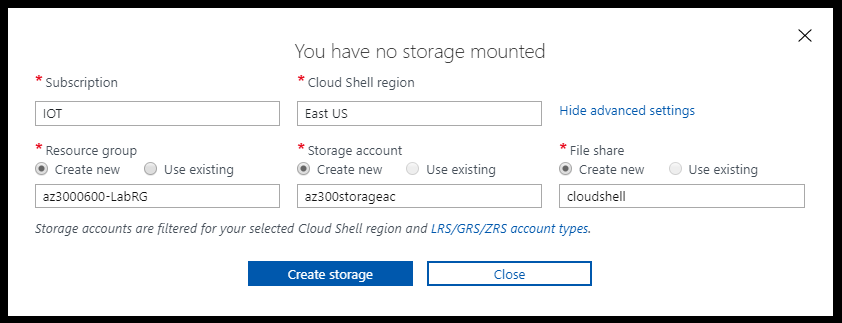 You have no storage mounted
* Subscription
* Cloud Shell region
IOT
East US
Hide advanced settings
* Resource group
* Storage account
* File share
Create new
Use existing
Create new
Use existing
Create new
Use existing
az3000600-LabRG
az300storageac
cloudshell
Storage accounts are filtered for your selected Cloud Shell region and LRS/GRS/ZRS account types.
Create storage
Close